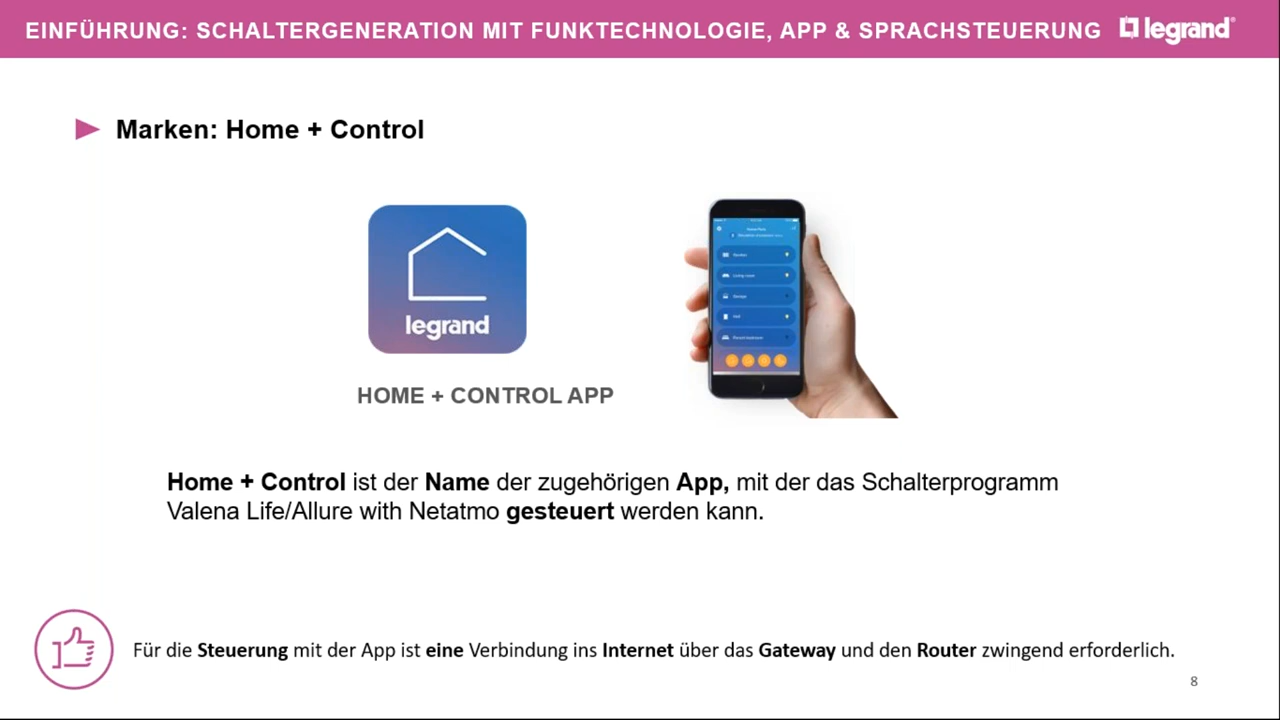 EINFÜHRUNG: SCHALTERGENERATION MIT FUNKTECHNOLOGIE, APP & SPRACHSTEUERUNG
legrand®
Marken: Home + Control
legrand
HOME + CONTROL APP
Home + Control ist der Name der zugehörigen App, mit der das Schalterprogramm
Valena Life/Allure with Netatmo gesteuert werden kann.
Für die Steuerung mit der App ist eine Verbindung ins Internet über das Gateway und den Router zwingend erforderlich.
8